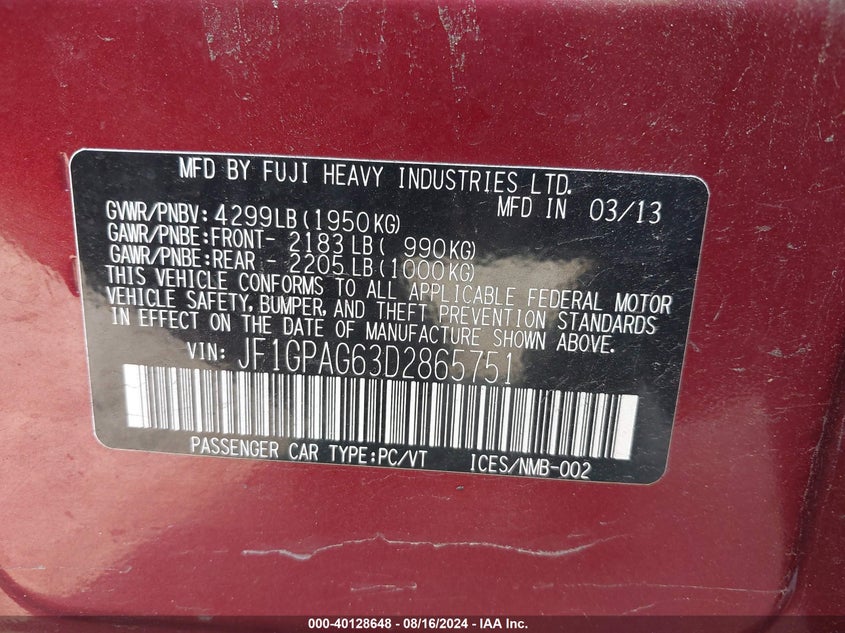 MFD BY FUJI HEAVY INDUSTRIES LTD.
MFD IN 03/13
GVWR/PNBV: 4299LB(1950KG)
GAWR/PNBE:FRONT- 2183LB( 990KG)
GAWR/PNBE:REAR - 2205LB(1000KG)
THIS VEHICLE CONFORMS TO ALL APPLICABLE FEDERAL MOTOR
VEHICLE SAFETY, BUMPER, AND THEFT PREVENTION STANDARDS
IN EFFECT ON THE DATE OF MANUFACTURE SHOWN ABOVE.
VIN: JF1GPAG63D2865751
PASSENGER CAR TYPE:PC/VT ICES/NMB-002
000-40128648 - 08/16/2024 - IAA Inc.